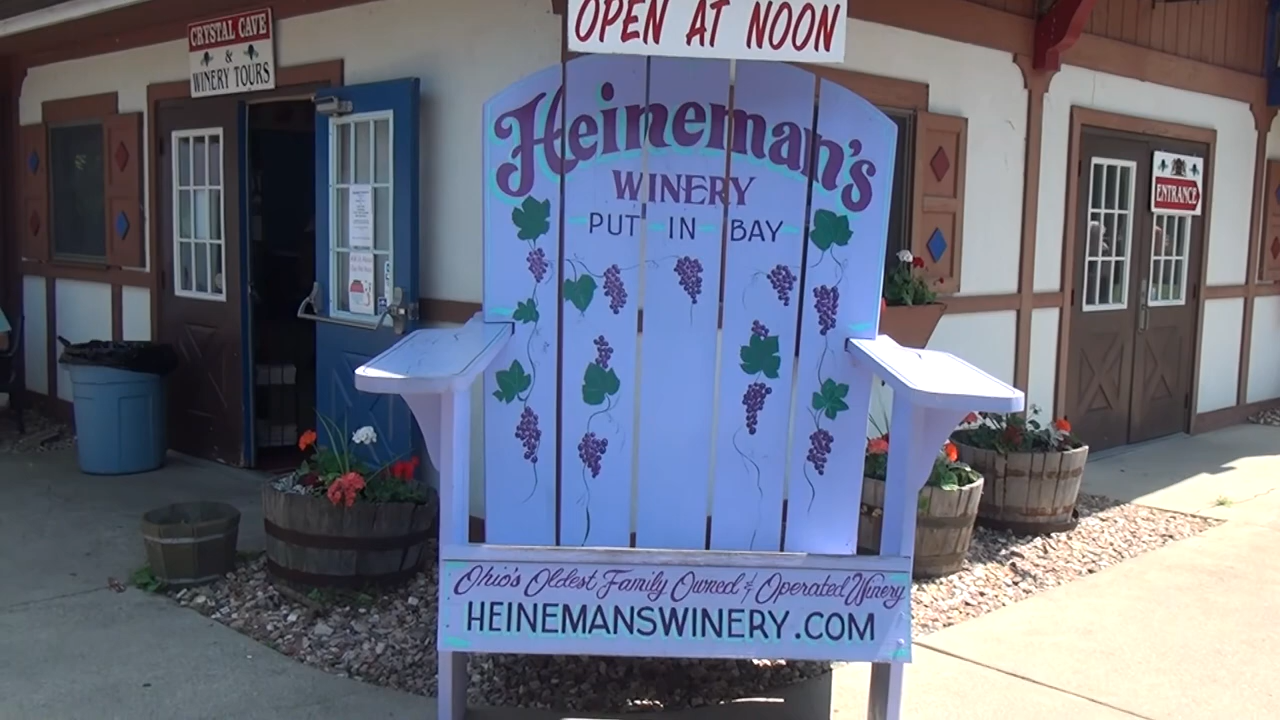 OPEN AT NOON
CRYSTAL CAVE
&
WINERY TOURS
Heineman's
WINERY
PUT IN BAY
ENTRANCE
Ohio's Oldest Family Owned & Operated Winery
HEINEMANSWINERY.COM